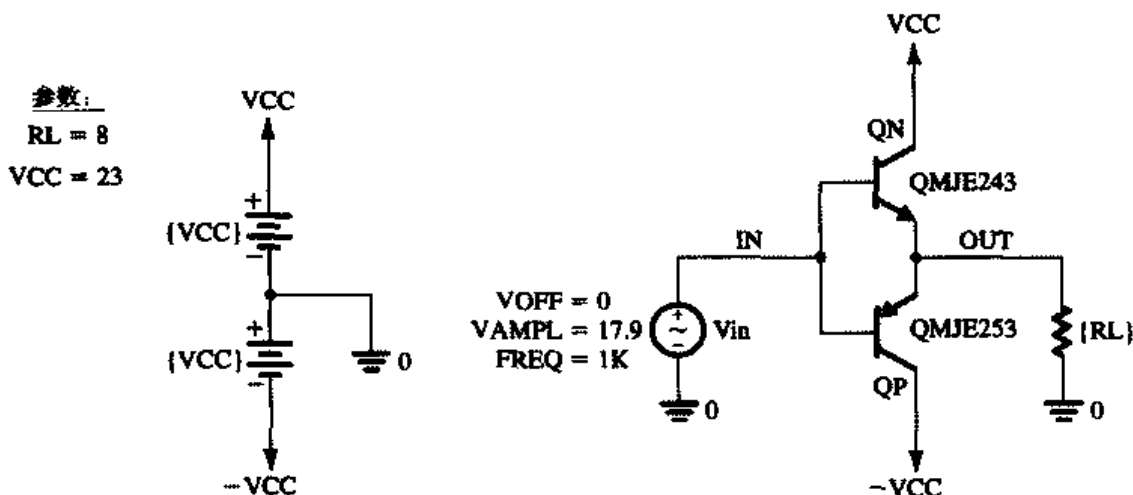 参数:
RL = 8
VCC = 23
VCC
+
{VCC}
-
+
{VCC}
-
0
-VCC
VCC
QN
QMJE243
IN
OUT
VOFF = 0
VAMPL = 17.9
FREQ = 1K
+
~
-
Vin
0
QMJE253
QP
{RL}
0
-VCC